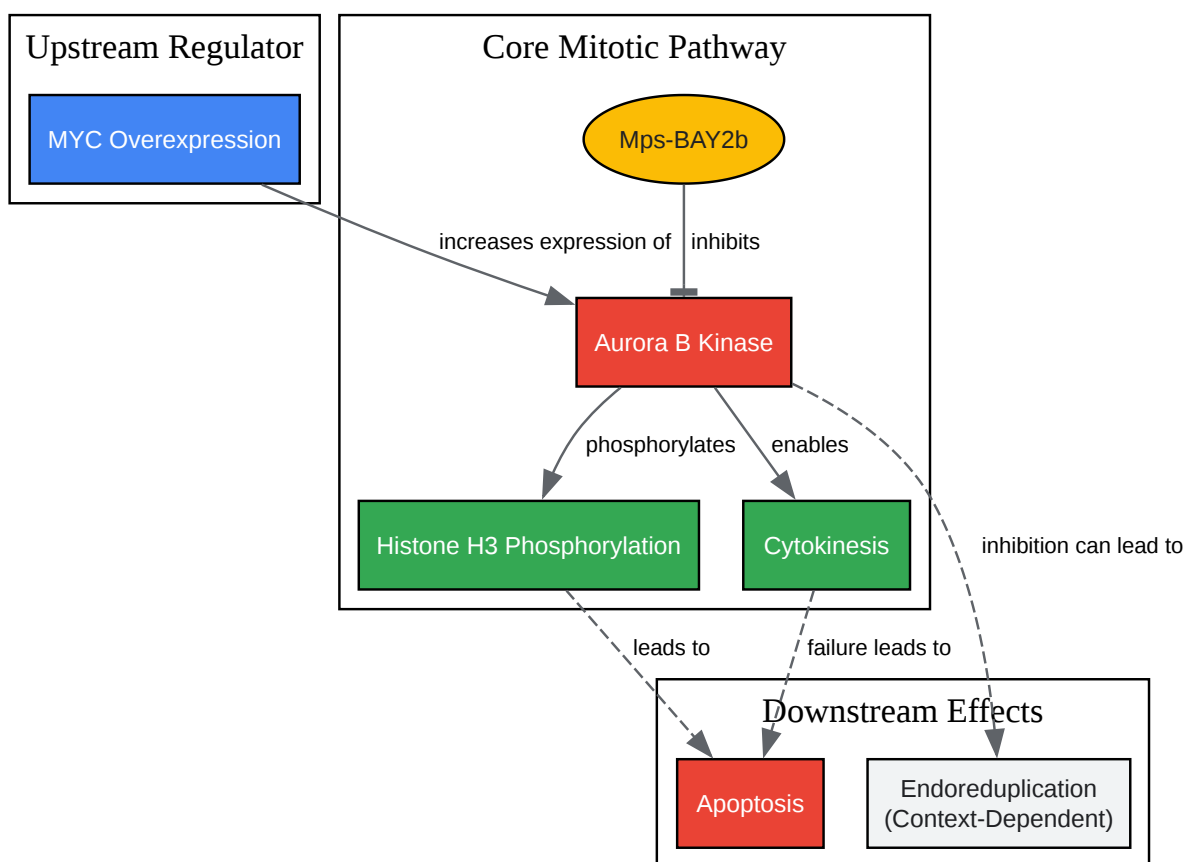 Upstream Regulator
Core Mitotic Pathway
MYC Overexpression
Mps-BAY2b
increases expression of
inhibits
Aurora B Kinase
phosphorylates
enables
Histone H3 Phosphorylation
Cytokinesis
inhibition can lead to
leads to
failure leads to
Downstream Effects
Apoptosis
Endoreduplication
(Context-Dependent)